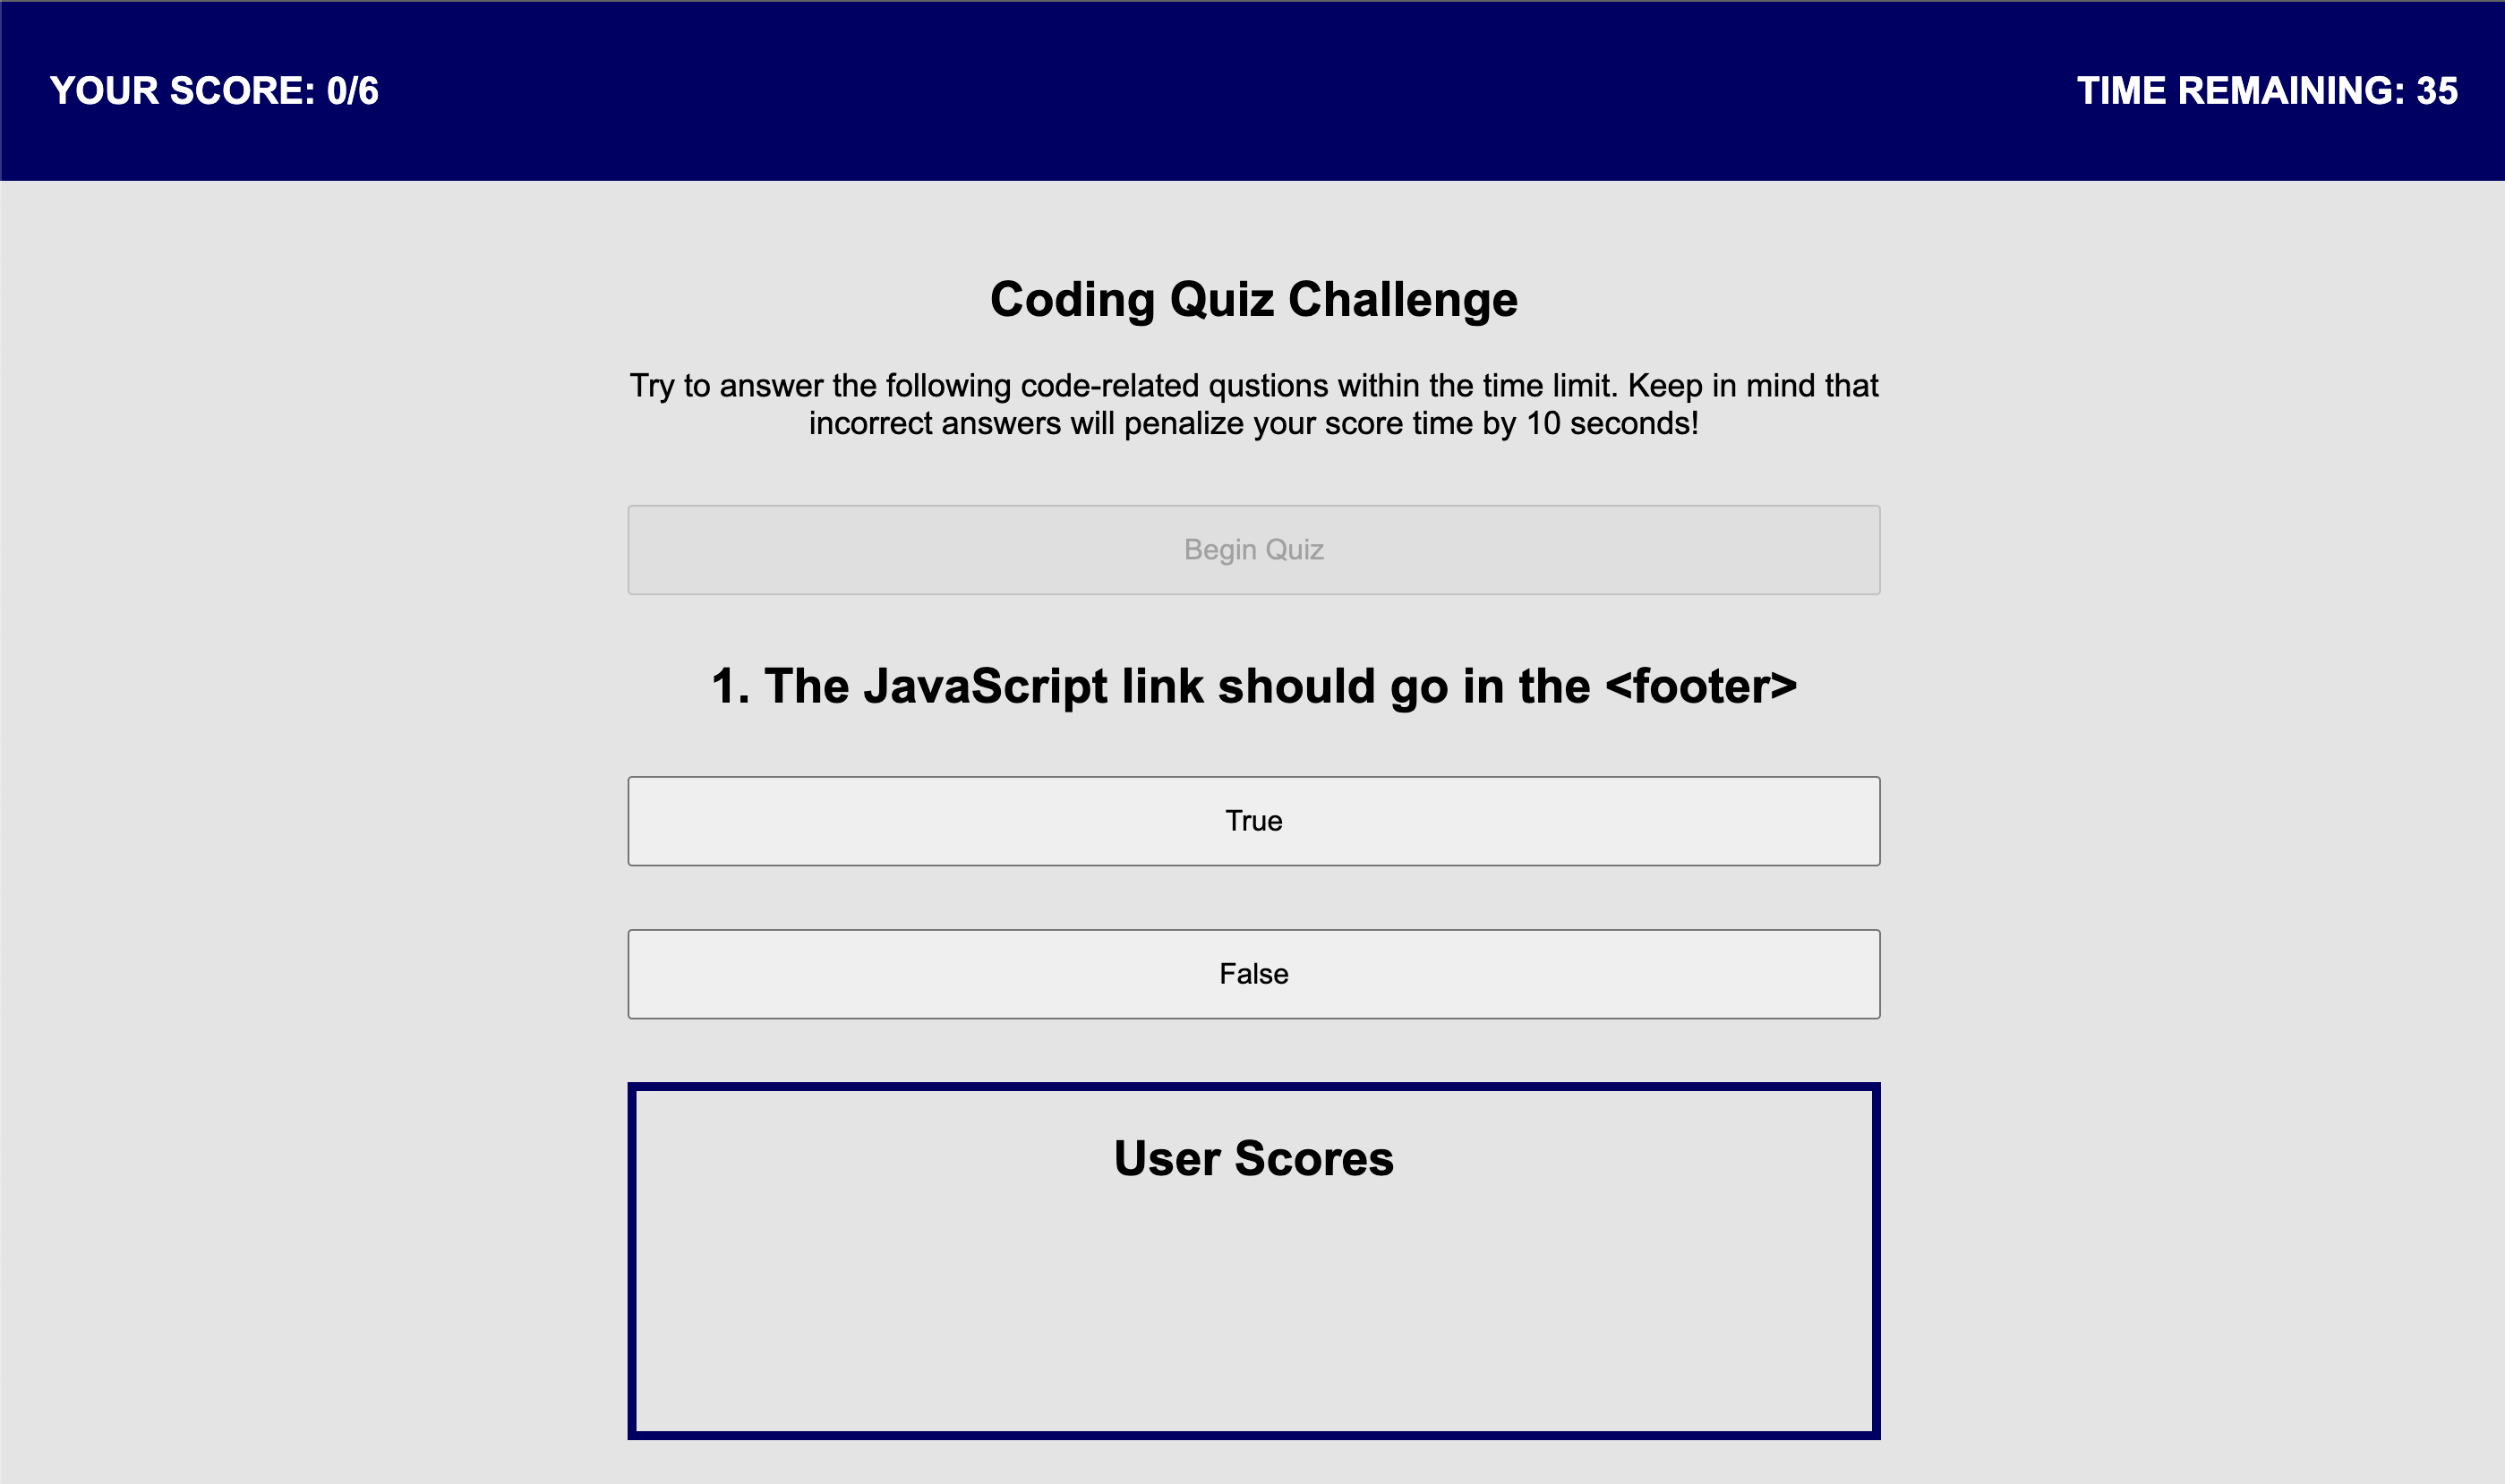 YOUR SCORE: 0/6
TIME REMAINING: 35
Coding Quiz Challenge
Try to answer the following code-related qustions within the time limit. Keep in mind that
incorrect answers will penalize your score time by 10 seconds!
Begin Quiz
1. The JavaScript link should go in the <footer>
True
False
User Scores